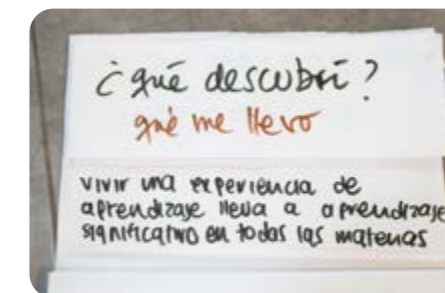 ¿qué descubrí?
qué me llevo
vivir una experiencia de
aprendizaje lleva a aprendizaje
significativo en todas las materias